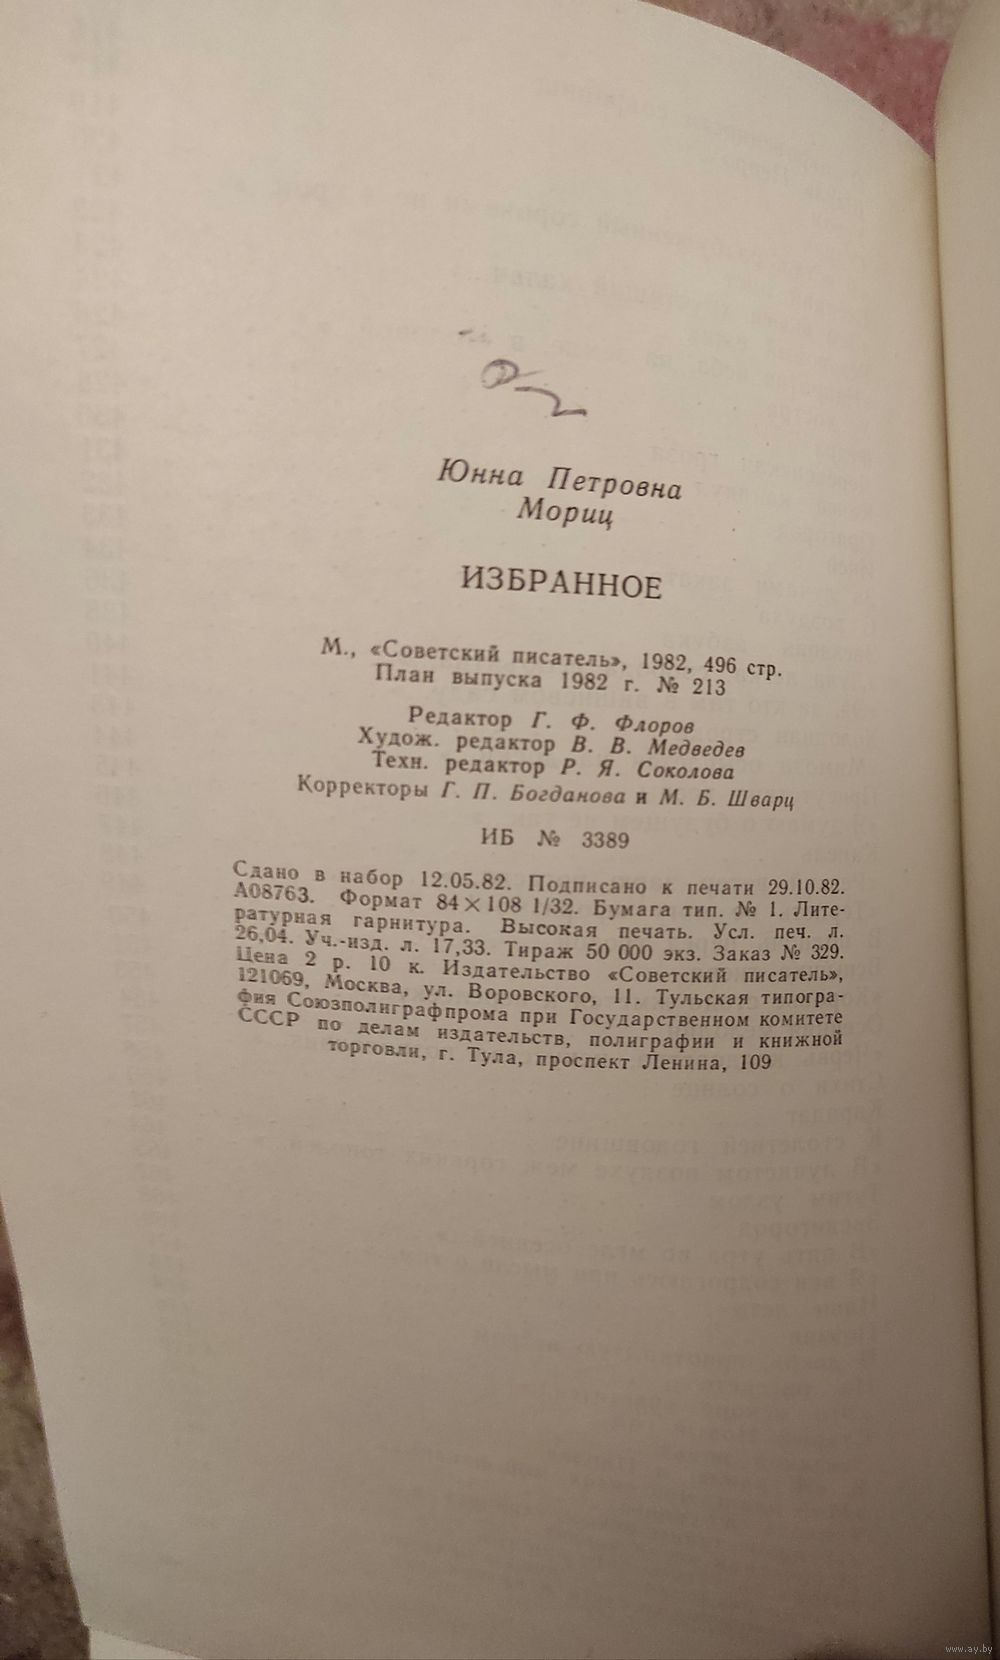 Юнна Петровна
Мориц
ИЗБРАННОЕ
М., «Советский писатель», 1982, 496 стр.
План выпуска 1982 г. № 213
Редактор Г. Ф. Флоров
Худож. редактор В. В. Медведев
Техн. редактор Р. Я. Соколова
Корректоры Г. П. Богданова и М. Б. Шварц
ИБ № 3389
Сдано в набор 12.05.82. Подписано к печати 29.10.82.
А08763. Формат 84×108 1/32. Бумага тип. № 1. Лите-
ратурная гарнитура. Высокая печать. Усл. печ. л.
26,04. Уч.-изд. л. 17,33. Тираж 50 000 экз. Заказ № 329.
Цена 2 р. 10 к. Издательство «Советский писатель»,
121069, Москва, ул. Воровского, 11. Тульская типогра-
фия Союзполиграфпрома при Государственном комитете
СССР по делам издательств, полиграфии и книжной
торговли, г. Тула, проспект Ленина, 109
www.ay.by